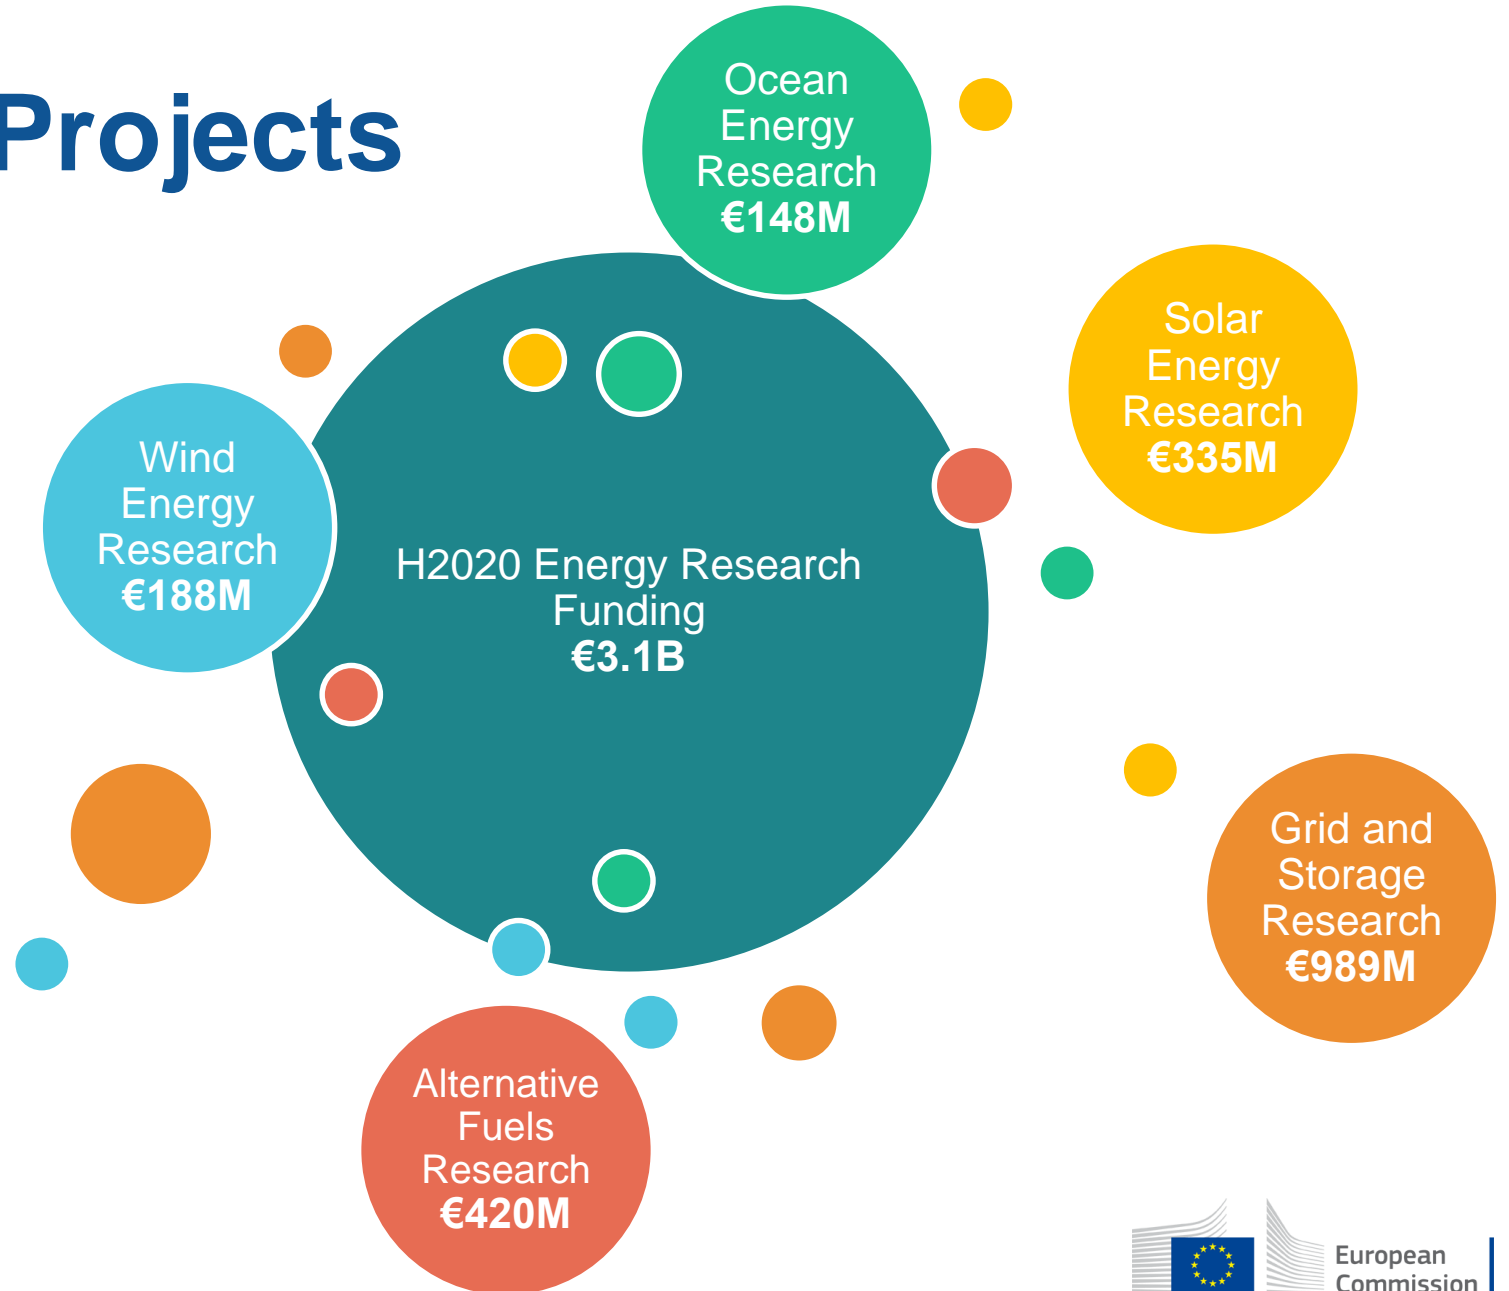 Projects
Ocean
Energy
Research
€148M
Solar
Energy
Research
€335M
Wind
Energy
Research
€188M
H2020 Energy Research
Funding
€3.1B
Grid and
Storage
Research
€989M
Alternative
Fuels
Research
€420M
European
Commission